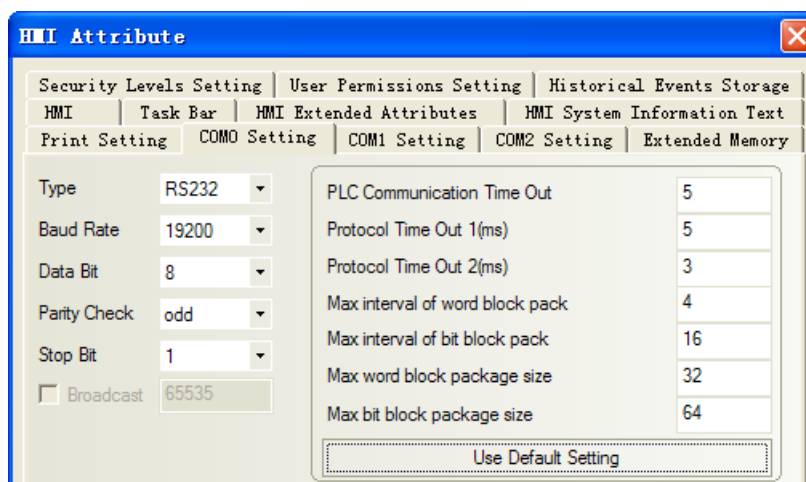 HMI Attribute
Security Levels Setting User Permissions Setting Historical Events Storage
HMI Task Bar HMI Extended Attributes HMI System Information Text
Print Setting COM0 Setting COM1 Setting COM2 Setting Extended Memory
Type RS232 PLC Communication Time Out 5
Baud Rate 19200 Protocol Time Out 1(ms) 5
Data Bit 8 Protocol Time Out 2(ms) 3
Parity Check odd Max interval of word block pack 4
Stop Bit 1 Max interval of bit block pack 16
Broadcast 65535 Max word block package size 32
Max bit block package size 64
Use Default Setting